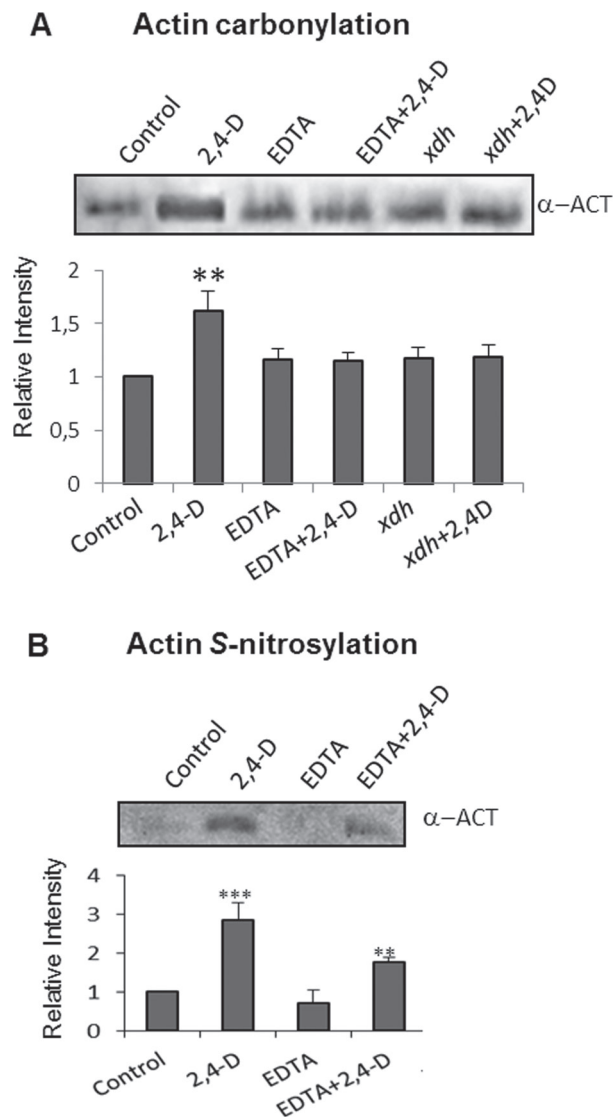 A Actin carbonylation
Control 2,4-D EDTA EDTA+2,4-D xdh xdh+2,4D
α−ACT
**
2
1,5
1
0,5
0
Relative Intensity
Control 2,4-D EDTA EDTA+2,4-D xdh xdh+2,4D
B Actin S-nitrosylation
Control 2,4-D EDTA EDTA+2,4-D
α−ACT
***
**
4
3
2
1
0
Relative Intensity
Control 2,4-D EDTA EDTA+2,4-D